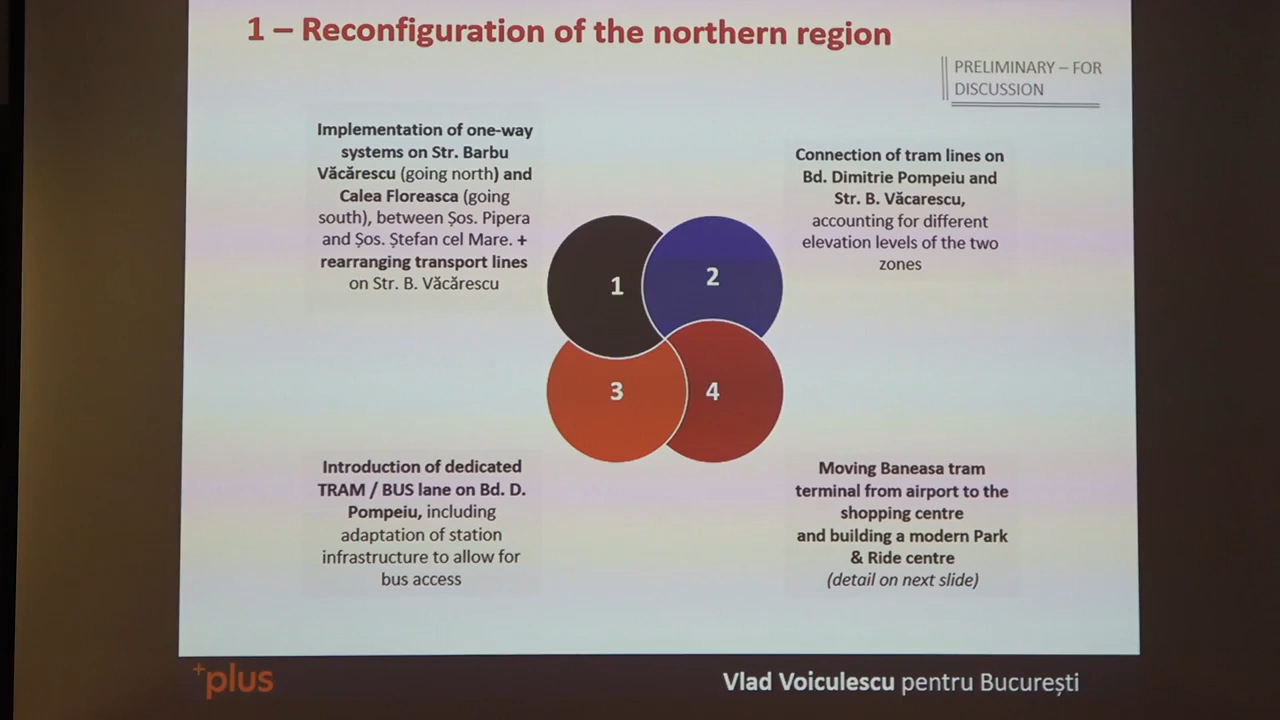 1 – Reconfiguration of the northern region
PRELIMINARY – FOR
DISCUSSION
Implementation of one-way
systems on Str. Barbu
Văcărescu (going north) and
Calea Floreasca (going
south), between Șos. Pipera
and Șos. Ștefan cel Mare. +
rearranging transport lines
on Str. B. Văcărescu
Connection of tram lines on
Bd. Dimitrie Pompeiu and
Str. B. Văcarescu,
accounting for different
elevation levels of the two
zones
1
2
3
4
Introduction of dedicated
TRAM / BUS lane on Bd. D.
Pompeiu, including
adaptation of station
infrastructure to allow for
bus access
Moving Baneasa tram
terminal from airport to the
shopping centre
and building a modern Park
& Ride centre
(detail on next slide)
+plus
Vlad Voiculescu pentru București